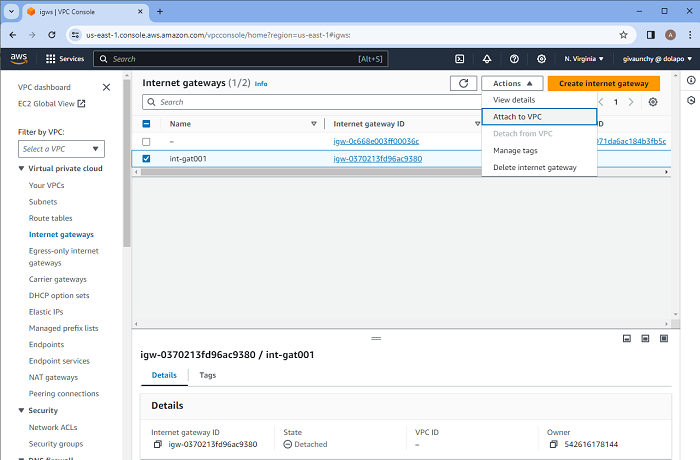 igws | VPC Console
us-east-1.console.aws.amazon.com/vpcconsole/home?region=us-east-1#igws:
aws
Services
Search
[Alt+S]
N. Virginia
givaunchy @ dolapo
VPC dashboard
EC2 Global View
Filter by VPC:
Select a VPC
Virtual private cloud
Your VPCs
Subnets
Route tables
Internet gateways
Egress-only internet
gateways
Carrier gateways
DHCP option sets
Elastic IPs
Managed prefix lists
Endpoints
Endpoint services
NAT gateways
Peering connections
Security
Network ACLs
Security groups
DNS firewall
Internet gateways (1/2) Info
Actions
Create internet gateway
Search
1
View details
Attach to VPC
Detach from VPC
Manage tags
Delete internet gateway
Name
Internet gateway ID
ID
–
igw-0c668e003ff00036c
071da6ac184b3fb5c
int-gat001
igw-0370213fd96ac9380
igw-0370213fd96ac9380 / int-gat001
Details
Tags
Details
Internet gateway ID
State
VPC ID
Owner
igw-0370213fd96ac9380
Detached
–
542616178144